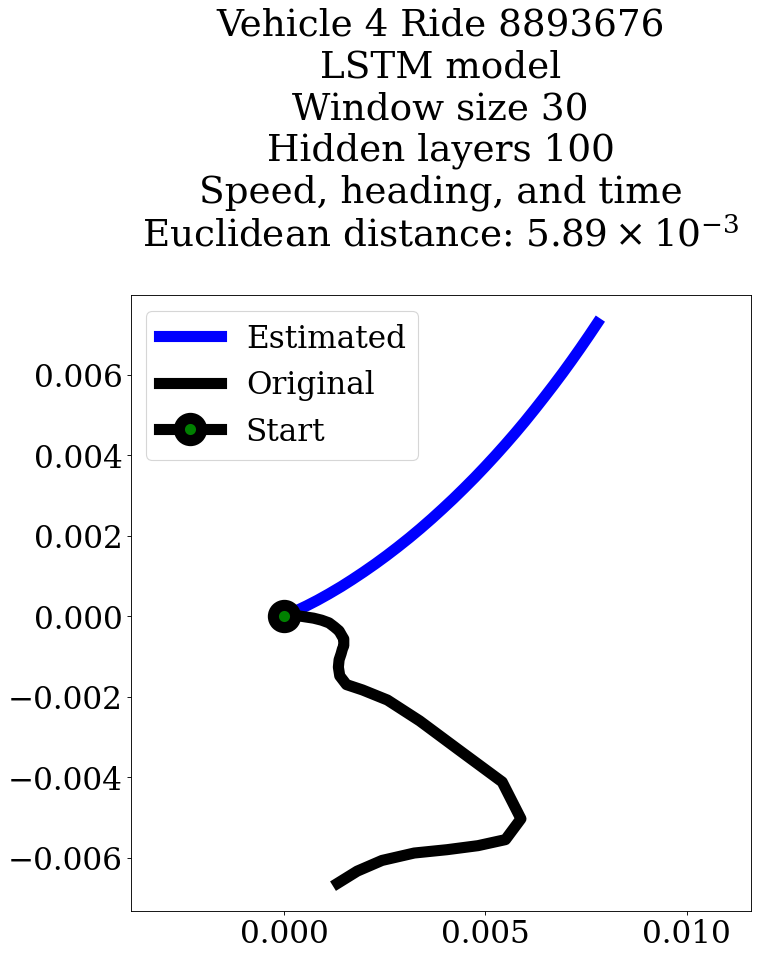 Vehicle 4 Ride 8893676
LSTM model
Window size 30
Hidden layers 100
Speed, heading, and time
Euclidean distance: 5.89 × 10⁻³
Estimated
Original
Start
0.006
0.004
0.002
0.000
−0.002
−0.004
−0.006
0.000 0.005 0.010